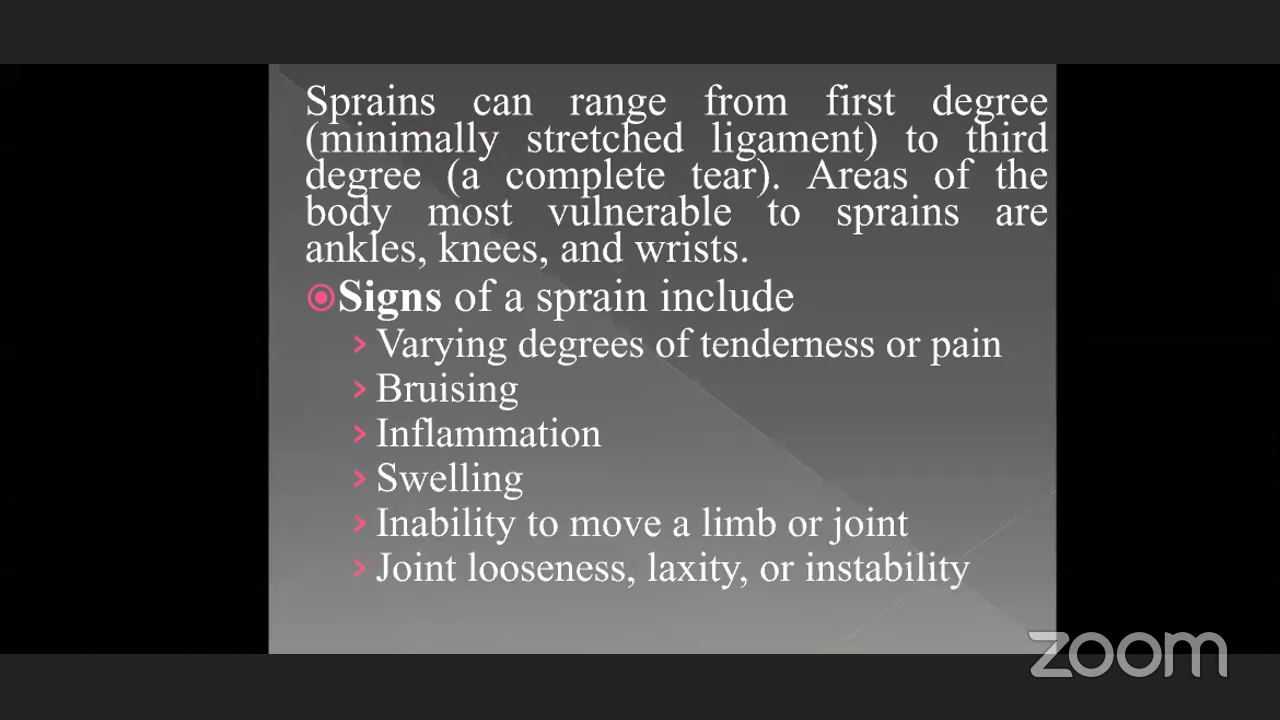 Sprains can range from first degree
(minimally stretched ligament) to third
degree (a complete tear). Areas of the
body most vulnerable to sprains are
ankles, knees, and wrists.
Signs of a sprain include
Varying degrees of tenderness or pain
Bruising
Inflammation
Swelling
Inability to move a limb or joint
Joint looseness, laxity, or instability
zoom